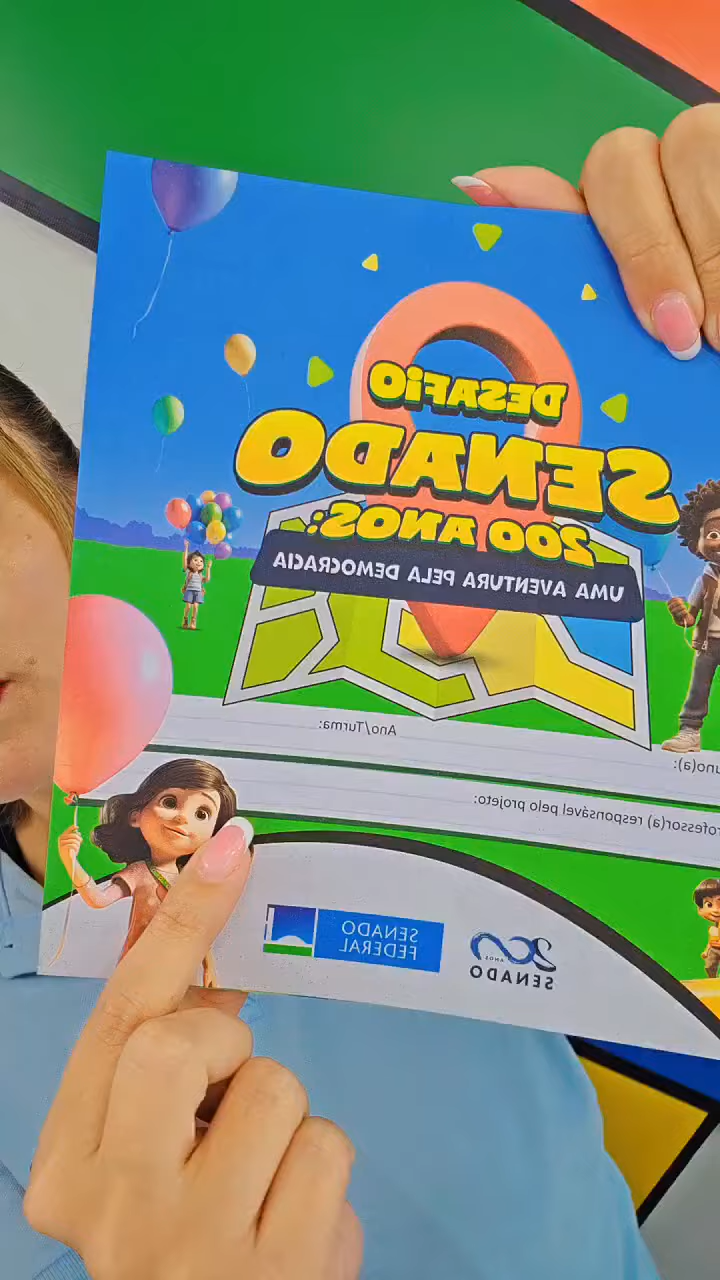 DESAFIO
SENADO
200 ANOS:
UMA AVENTURA PELA DEMOCRACIA
Ano/Turma:
uno(a):
rofessor(a) responsável pelo projeto:
SENADO
FEDERAL
200
ANOS
SENADO